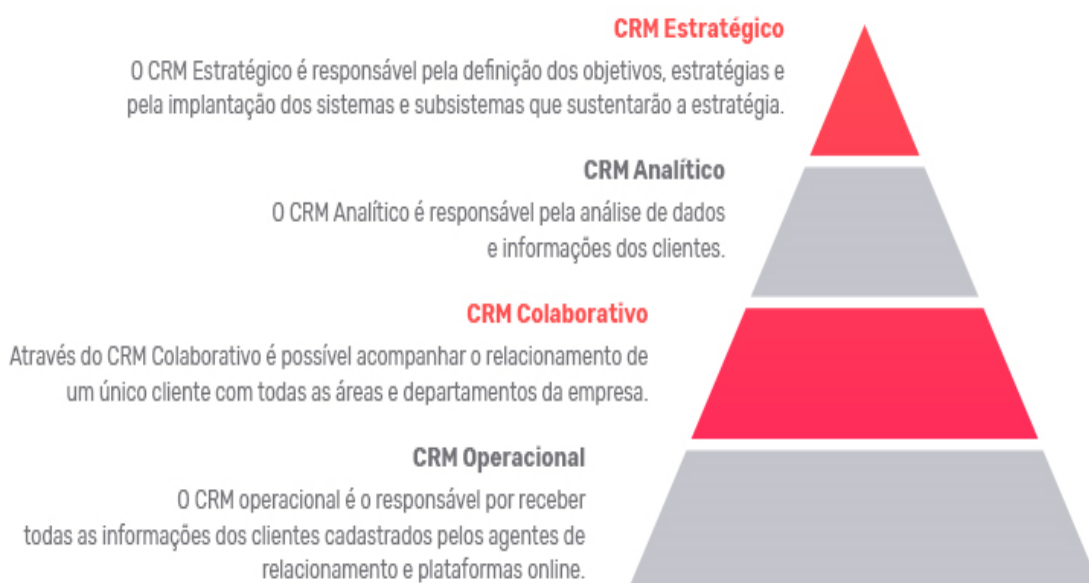 CRM Estratégico
O CRM Estratégico é responsável pela definição dos objetivos, estratégias e
pela implantação dos sistemas e subsistemas que sustentarão a estratégia.
CRM Analítico
O CRM Analítico é responsável pela análise de dados
e informações dos clientes.
CRM Colaborativo
Através do CRM Colaborativo é possível acompanhar o relacionamento de
um único cliente com todas as áreas e departamentos da empresa.
CRM Operacional
O CRM operacional é o responsável por receber
todas as informações dos clientes cadastrados pelos agentes de
relacionamento e plataformas online.